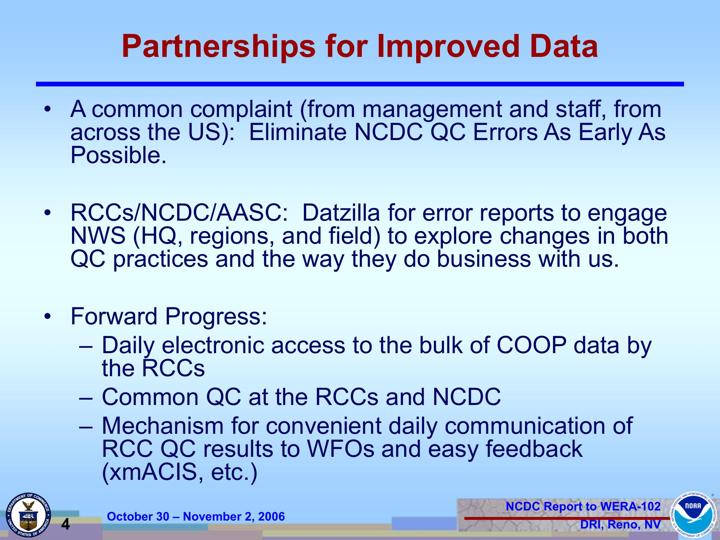 Partnerships for Improved Data
• A common complaint (from management and staff, from
across the US):  Eliminate NCDC QC Errors As Early As
Possible.
• RCCs/NCDC/AASC:  Datzilla for error reports to engage
NWS (HQ, regions, and field) to explore changes in both
QC practices and the way they do business with us.
• Forward Progress:
– Daily electronic access to the bulk of COOP data by
the RCCs
– Common QC at the RCCs and NCDC
– Mechanism for convenient daily communication of
RCC QC results to WFOs and easy feedback
(xmACIS, etc.)
4
October 30 – November 2, 2006
NCDC Report to WERA-102
DRI, Reno, NV
NOAA